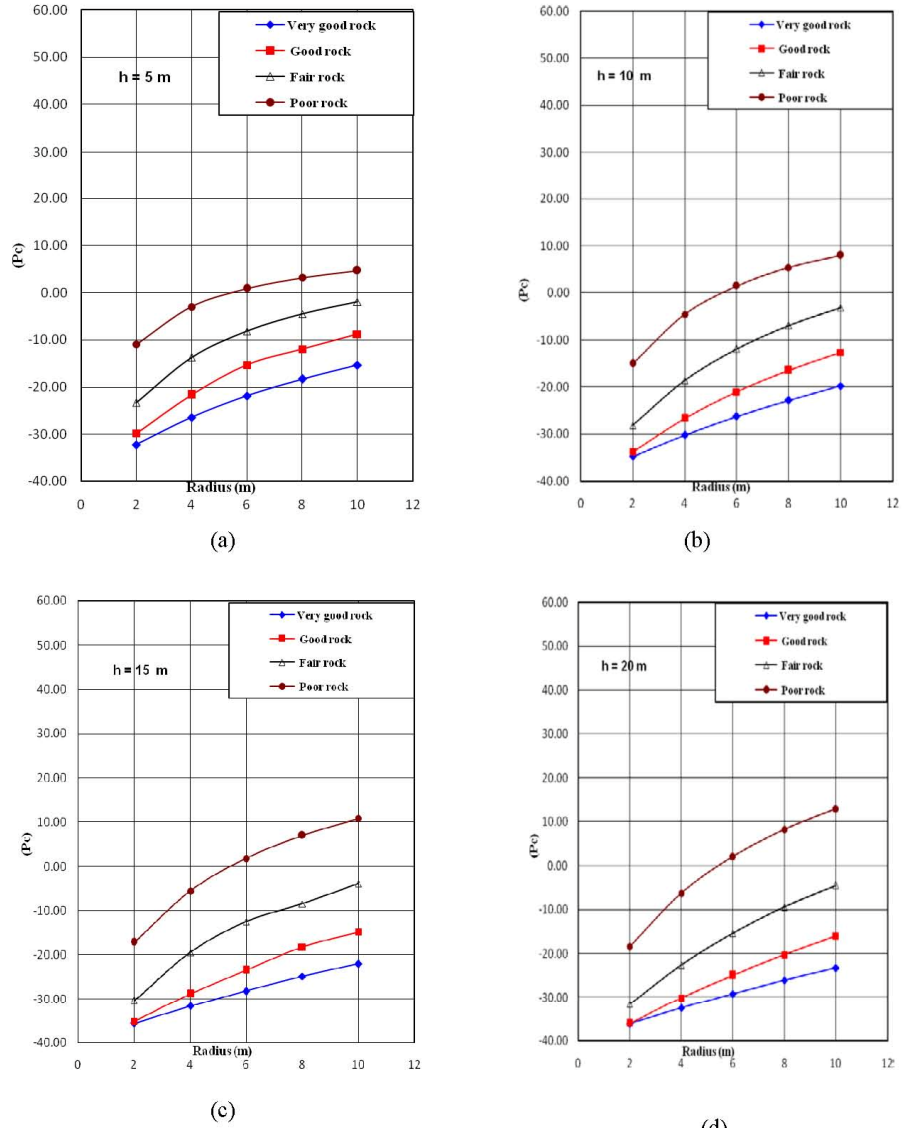 60.00
50.00
40.00
30.00
20.00
10.00
0.00
-10.00
-20.00
-30.00
-40.00
(Pc)
h = 5 m
Very good rock
Good rock
Fair rock
Poor rock
Radius (m)
0 2 4 6 8 10 12
(a)
60.00
50.00
40.00
30.00
20.00
10.00
0.00
-10.00
-20.00
-30.00
-40.00
(Pc)
h = 10 m
Very good rock
Good rock
Fair rock
Poor rock
Radius (m)
0 2 4 6 8 10 12
(b)
60.00
50.00
40.00
30.00
20.00
10.00
0.00
-10.00
-20.00
-30.00
-40.00
(Pc)
h = 15 m
Very good rock
Good rock
Fair rock
Poor rock
Radius (m)
0 2 4 6 8 10 12
(c)
60.00
50.00
40.00
30.00
20.00
10.00
0.00
-10.00
-20.00
-30.00
-40.00
(Pc)
h = 20 m
Very good rock
Good rock
Fair rock
Poor rock
Radius (m)
0 2 4 6 8 10 12
(d)